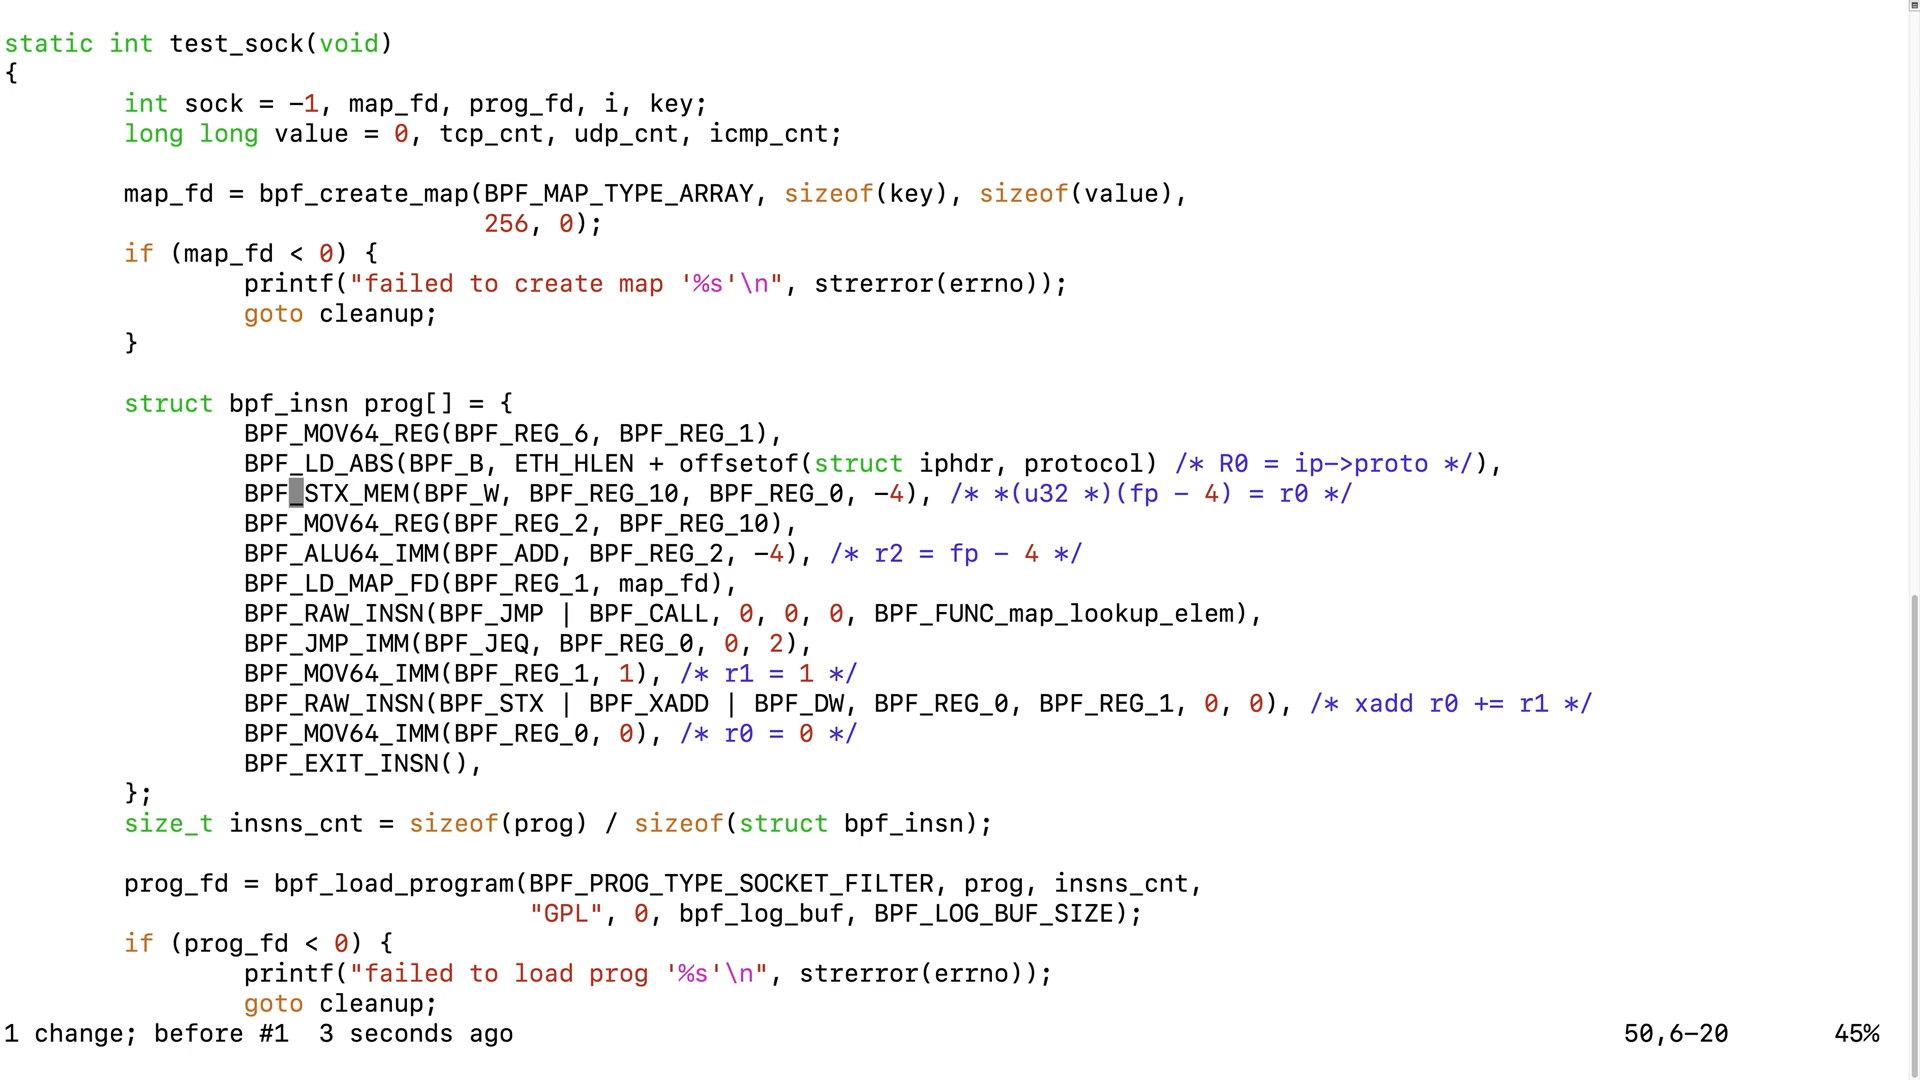 static int test_sock(void)
{
        int sock = -1, map_fd, prog_fd, i, key;
        long long value = 0, tcp_cnt, udp_cnt, icmp_cnt;

        map_fd = bpf_create_map(BPF_MAP_TYPE_ARRAY, sizeof(key), sizeof(value),
                                256, 0);
        if (map_fd < 0) {
                printf("failed to create map '%s'\n", strerror(errno));
                goto cleanup;
        }

        struct bpf_insn prog[] = {
                BPF_MOV64_REG(BPF_REG_6, BPF_REG_1),
                BPF_LD_ABS(BPF_B, ETH_HLEN + offsetof(struct iphdr, protocol) /* R0 = ip->proto */),
                BPF_STX_MEM(BPF_W, BPF_REG_10, BPF_REG_0, -4), /* *(u32 *)(fp - 4) = r0 */
                BPF_MOV64_REG(BPF_REG_2, BPF_REG_10),
                BPF_ALU64_IMM(BPF_ADD, BPF_REG_2, -4), /* r2 = fp - 4 */
                BPF_LD_MAP_FD(BPF_REG_1, map_fd),
                BPF_RAW_INSN(BPF_JMP | BPF_CALL, 0, 0, 0, BPF_FUNC_map_lookup_elem),
                BPF_JMP_IMM(BPF_JEQ, BPF_REG_0, 0, 2),
                BPF_MOV64_IMM(BPF_REG_1, 1), /* r1 = 1 */
                BPF_RAW_INSN(BPF_STX | BPF_XADD | BPF_DW, BPF_REG_0, BPF_REG_1, 0, 0), /* xadd r0 += r1 */
                BPF_MOV64_IMM(BPF_REG_0, 0), /* r0 = 0 */
                BPF_EXIT_INSN(),
        };
        size_t insns_cnt = sizeof(prog) / sizeof(struct bpf_insn);

        prog_fd = bpf_load_program(BPF_PROG_TYPE_SOCKET_FILTER, prog, insns_cnt,
                                   "GPL", 0, bpf_log_buf, BPF_LOG_BUF_SIZE);
        if (prog_fd < 0) {
                printf("failed to load prog '%s'\n", strerror(errno));
                goto cleanup;
1 change; before #1  3 seconds ago                    50,6-20        45%